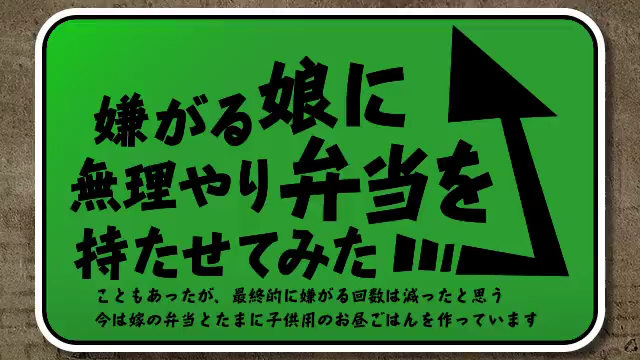 嫌がる娘に
無理やり弁当を
持たせてみた
こともあったが、最終的に嫌がる回数は減ったと思う
今は嫁の弁当とたまに子供用のお昼ごはんを作っています